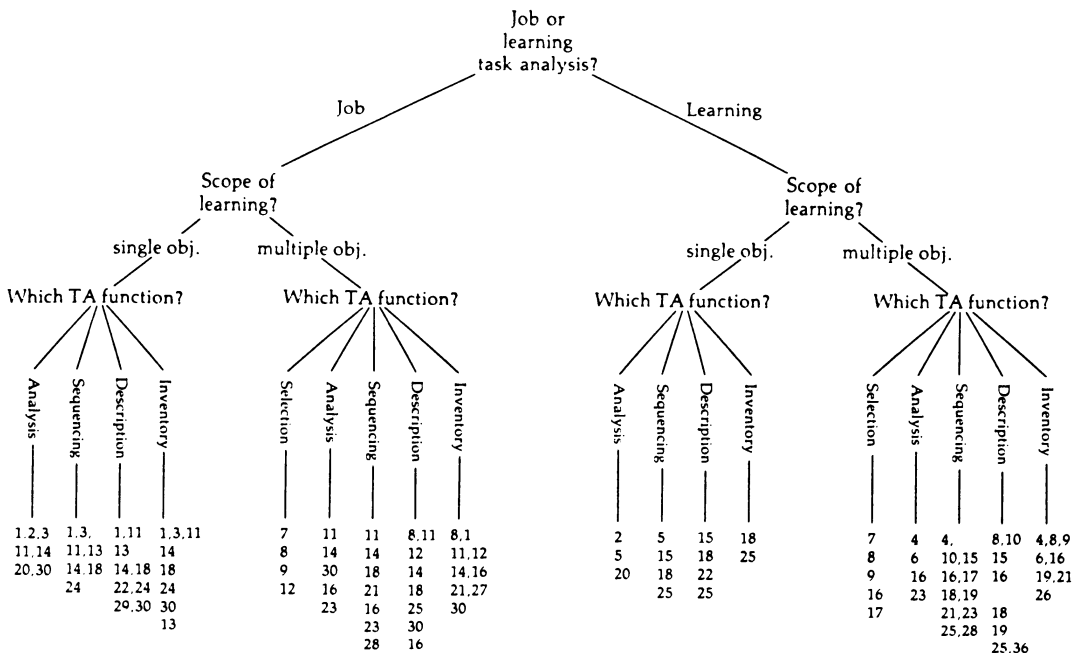 Job or
learning
task analysis?
Job
Learning
Scope of
learning?
Scope of
learning?
single obj.
multiple obj.
single obj.
multiple obj.
Which TA function?
Which TA function?
Which TA function?
Which TA function?
Analysis
Sequencing
Description
Inventory
Selection
Analysis
Sequencing
Description
Inventory
Analysis
Sequencing
Description
Inventory
Selection
Analysis
Sequencing
Description
Inventory
1,2,3
11,14
20,30
1,3,
11,13
14,18
24
1,11
13
14,18
22,24
29,30
1,3,11
14
18
24
30
13
7
8
9
12
11
14
30
16
23
11
14
18
21
16
23
28
8,11
12
14
18
25
30
16
8,1
11,12
14,16
21,27
30
2
5
20
5
15
18
25
15
18
22
25
18
25
7
8
9
16
17
4
6
16
23
4,
10,15
16,17
18,19
21,23
25,28
8,10
15
16
18
19
25,36
4,8,9
6,16
19,21
26